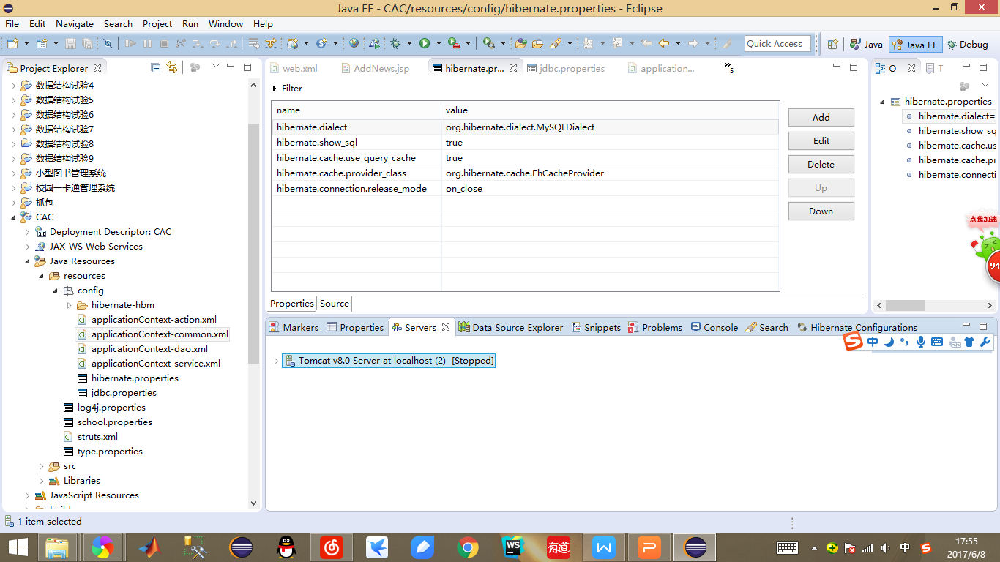 Java EE - CAC/resources/config/hibernate.properties - Eclipse
File Edit Navigate Search Project Run Window Help
Quick Access Java Java EE Debug
Project Explorer
数据结构试验4
数据结构试验5
数据结构试验6
数据结构试验7
数据结构试验8
数据结构试验9
小型图书管理系统
校园一卡通管理系统
抓包
CAC
Deployment Descriptor: CAC
JAX-WS Web Services
Java Resources
resources
config
hibernate-hbm
applicationContext-action.xml
applicationContext-common.xml
applicationContext-dao.xml
applicationContext-service.xml
hibernate.properties
jdbc.properties
log4j.properties
school.properties
struts.xml
type.properties
src
Libraries
JavaScript Resources
build
web.xml AddNews.jsp hibernate.pr... jdbc.properties application... »5
Filter
name value
hibernate.dialect org.hibernate.dialect.MySQLDialect
hibernate.show_sql true
hibernate.cache.use_query_cache true
hibernate.cache.provider_class org.hibernate.cache.EhCacheProvider
hibernate.connection.release_mode on_close
Add
Edit
Delete
Up
Down
Properties Source
O T
hibernate.properties
hibernate.dialect=
hibernate.show_sq
hibernate.cache.us
hibernate.cache.pr
hibernate.connecti
点我加速
94
Markers Properties Servers Data Source Explorer Snippets Problems Console Search Hibernate Configurations
S 中
Tomcat v8.0 Server at localhost (2) [Stopped]
1 item selected
WS 有道 W P 中 S
17:55
2017/6/8